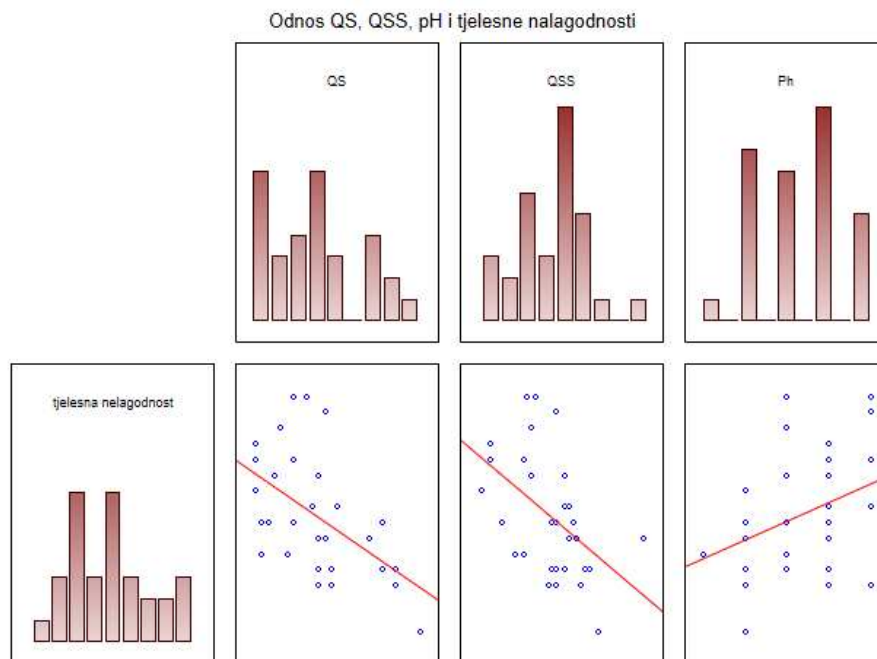 Odnos QS, QSS, pH i tjelesne nalagodnosti
QS
QSS
Ph
tjelesna nelagodnost